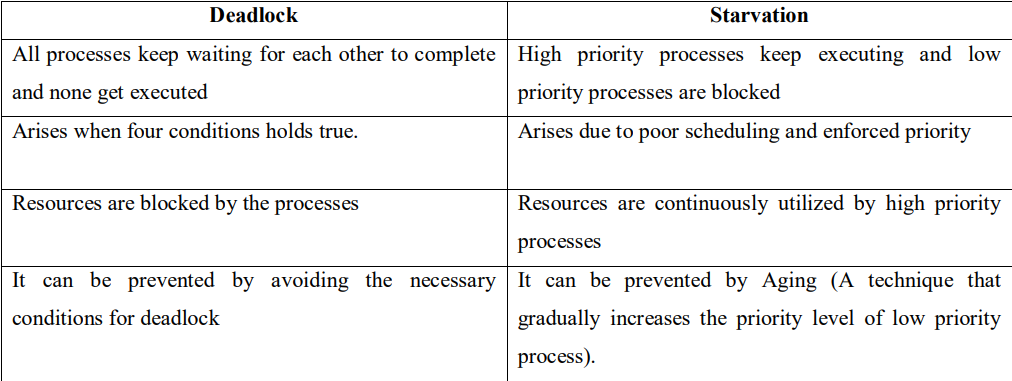 Deadlock
Starvation
All processes keep waiting for each other to complete
and none get executed
High priority processes keep executing and low
priority processes are blocked
Arises when four conditions holds true.
Arises due to poor scheduling and enforced priority
Resources are blocked by the processes
Resources are continuously utilized by high priority
processes
It can be prevented by avoiding the necessary
conditions for deadlock
It can be prevented by Aging (A technique that
gradually increases the priority level of low priority
process).